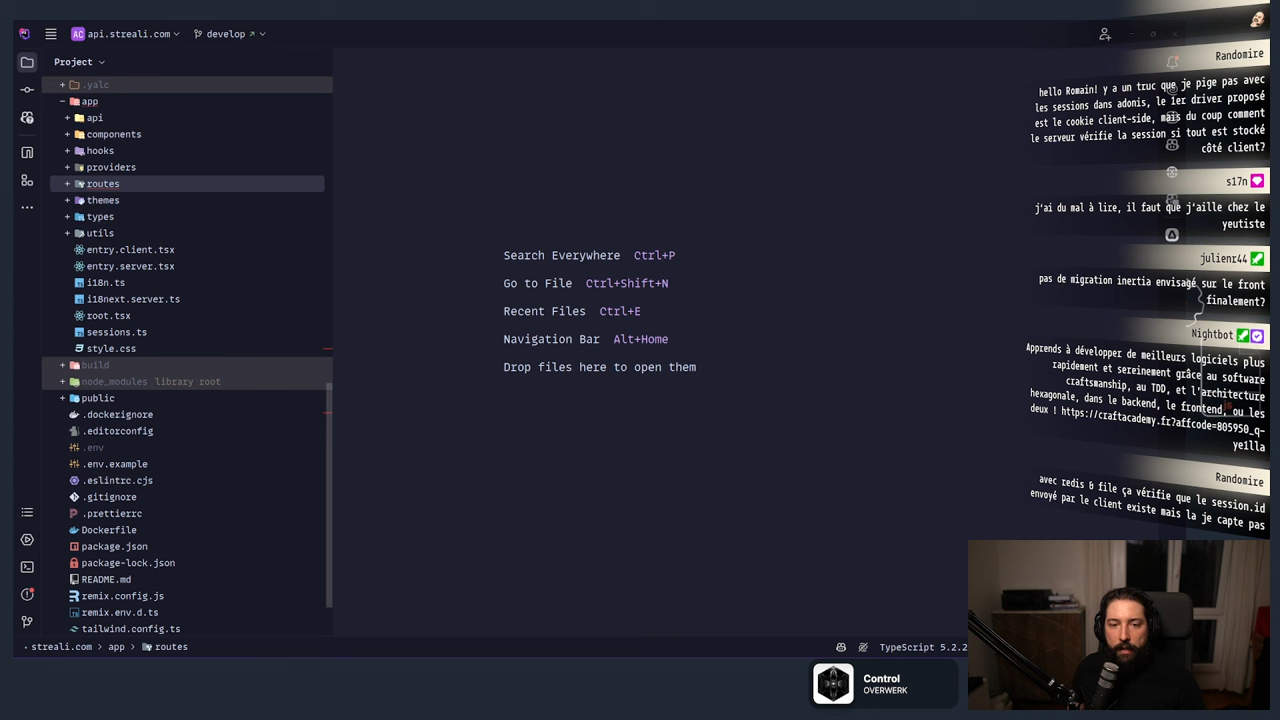 api.streali.com
develop
Project
.yalc
app
api
components
hooks
providers
routes
themes
types
utils
entry.client.tsx
entry.server.tsx
i18n.ts
i18next.server.ts
root.tsx
sessions.ts
style.css
build
node_modules library root
public
.dockerignore
.editorconfig
.env
.env.example
.eslintrc.cjs
.gitignore
.prettierrc
Dockerfile
package.json
package-lock.json
README.md
remix.config.js
remix.env.d.ts
tailwind.config.ts
streali.com > app > routes
Search Everywhere Ctrl+P
Go to File Ctrl+Shift+N
Recent Files Ctrl+E
Navigation Bar Alt+Home
Drop files here to open them
TypeScript 5.2.2
Randomire
hello Romain! y a un truc que je pige pas avec
les sessions dans adonis, le 1er driver proposé
est le cookie client-side, mais du coup comment
le serveur vérifie la session si tout est stocké
côté client?
s17n
j'ai du mal à lire, il faut que j'aille chez le
yeutiste
julienr44
pas de migration inertia envisagé sur le front
finalement?
Nightbot
Apprends à développer de meilleurs logiciels plus
rapidement et sereinement grâce au software
craftsmanship, au TDD, et l'architecture
hexagonale, dans le backend, le frontend, ou les
deux ! https://craftacademy.fr?affcode=805950_q-
ye1lla
Randomire
avec redis & file ça vérifie que le session.id
envoyé par le client existe mais la je capte pas
Control
OVERWERK